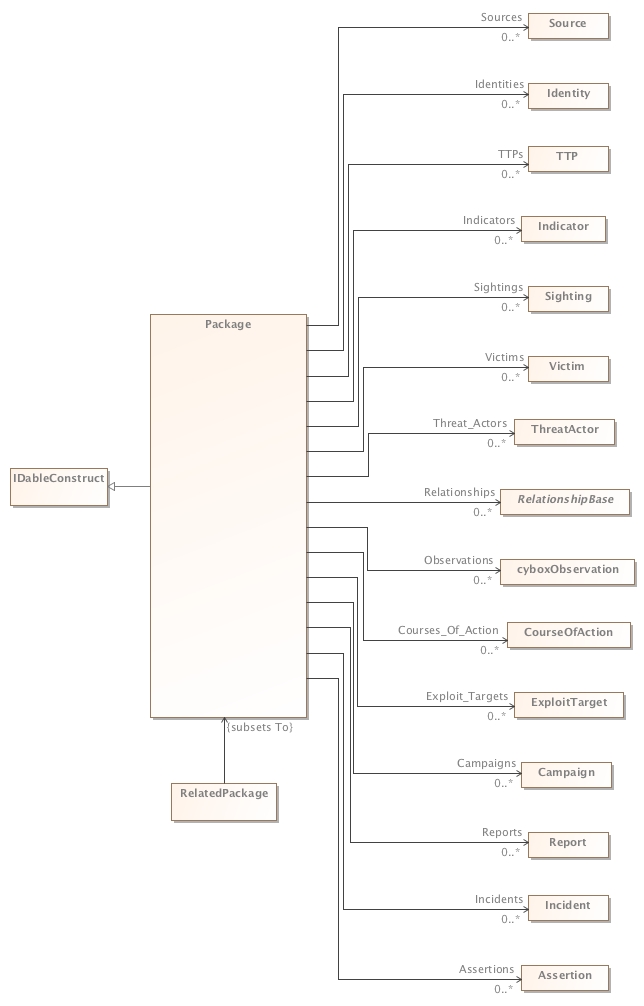 Sources
0..*
Source
Identities
0..*
Identity
TTPs
0..*
TTP
Indicators
0..*
Indicator
Sightings
0..*
Sighting
Package
Victims
0..*
Victim
Threat_Actors
0..*
ThreatActor
IDableConstruct
Relationships
0..*
RelationshipBase
Observations
0..*
cyboxObservation
Courses_Of_Action
0..*
CourseOfAction
Exploit_Targets
0..*
ExploitTarget
{subsets To}
Campaigns
0..*
Campaign
RelatedPackage
Reports
0..*
Report
Incidents
0..*
Incident
Assertions
0..*
Assertion